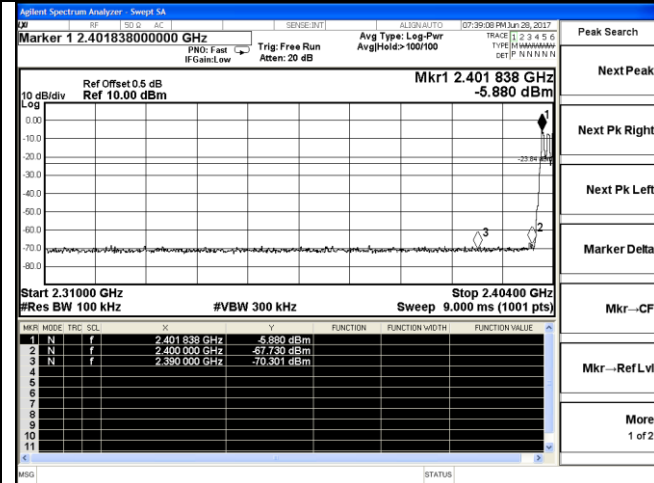 Agilent Spectrum Analyzer - Swept SA
RF 50 Ω AC SENSE:INT ALIGN AUTO 07:39:08 PM Jun 28, 2017
Marker 1 2.401838000000 GHz
PNO: Fast
IFGain:Low
Trig: Free Run
Atten: 20 dB
Avg Type: Log-Pwr
Avg|Hold:> 100/100
TRACE 1 2 3 4 5 6
TYPE M WWWWW
DET P N N N N N
Peak Search
Next Peak
Next Pk Right
Next Pk Left
Marker Delta
Mkr→CF
Mkr→RefLvl
More
1 of 2
Ref Offset 0.5 dB
10 dB/div Ref 10.00 dBm
Log
Mkr1 2.401 838 GHz
-5.880 dBm
0.00
-10.0
-20.0
-30.0
-40.0
-50.0
-60.0
-70.0
-80.0
1
-23.84 dBm
2
3
Start 2.31000 GHz Stop 2.40400 GHz
#Res BW 100 kHz #VBW 300 kHz Sweep 9.000 ms (1001 pts)
MKR MODE TRC SCL X Y FUNCTION FUNCTION WIDTH FUNCTION VALUE
1 N f 2.401 838 GHz -5.880 dBm
2 N f 2.400 000 GHz -67.730 dBm
3 N f 2.390 000 GHz -70.301 dBm
4
5
6
7
8
9
10
11
MSG STATUS